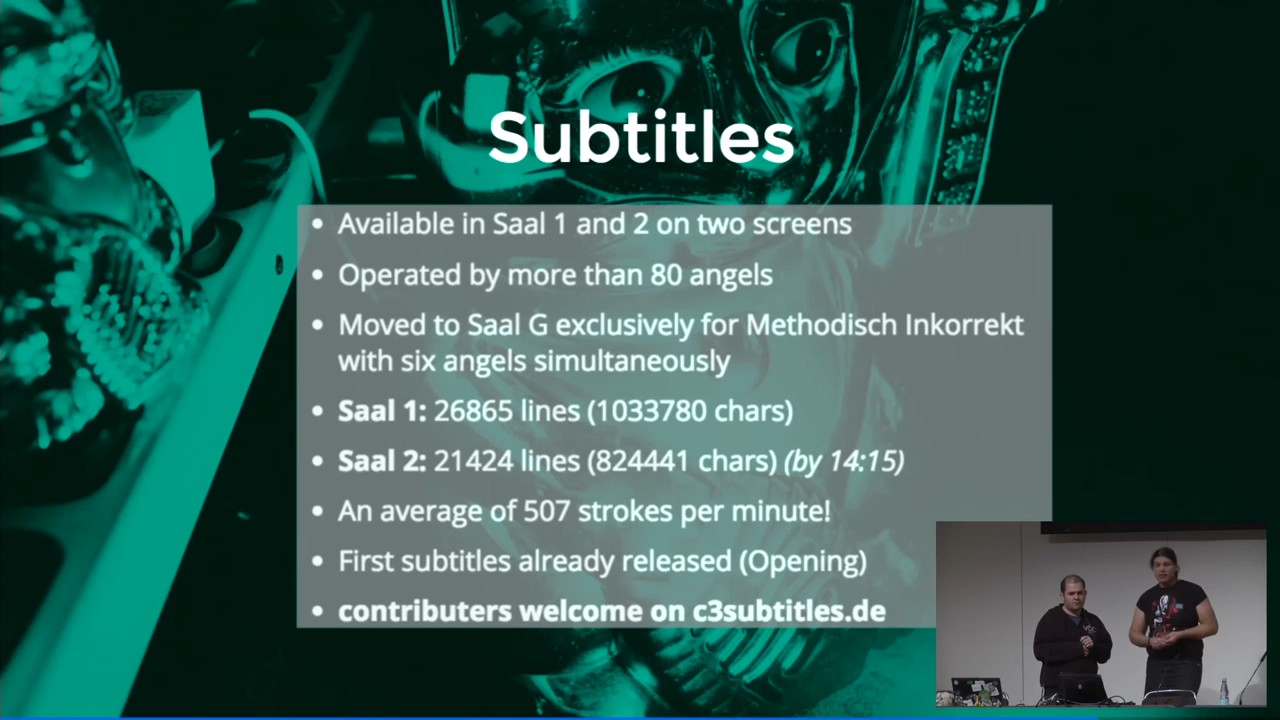 Subtitles
• Available in Saal 1 and 2 on two screens
• Operated by more than 80 angels
• Moved to Saal G exclusively for Methodisch Inkorrekt
with six angels simultaneously
• Saal 1: 26865 lines (1033780 chars)
• Saal 2: 21424 lines (824441 chars) (by 14:15)
• An average of 507 strokes per minute!
• First subtitles already released (Opening)
• contributers welcome on c3subtitles.de